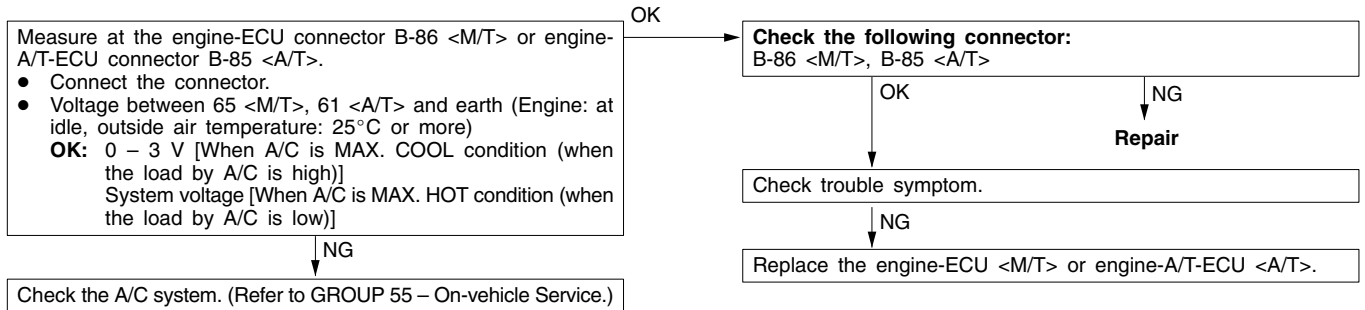 Measure at the engine-ECU connector B-86 <M/T> or engine-
A/T-ECU connector B-85 <A/T>.
● Connect the connector.
● Voltage between 65 <M/T>, 61 <A/T> and earth (Engine: at
idle, outside air temperature: 25°C or more)
OK: 0 – 3 V [When A/C is MAX. COOL condition (when
the load by A/C is high)]
System voltage [When A/C is MAX. HOT condition (when
the load by A/C is low)]
NG
Check the A/C system. (Refer to GROUP 55 – On-vehicle Service.)
OK
Check the following connector:
B-86 <M/T>, B-85 <A/T>
OK
NG
Repair
Check trouble symptom.
NG
Replace the engine-ECU <M/T> or engine-A/T-ECU <A/T>.